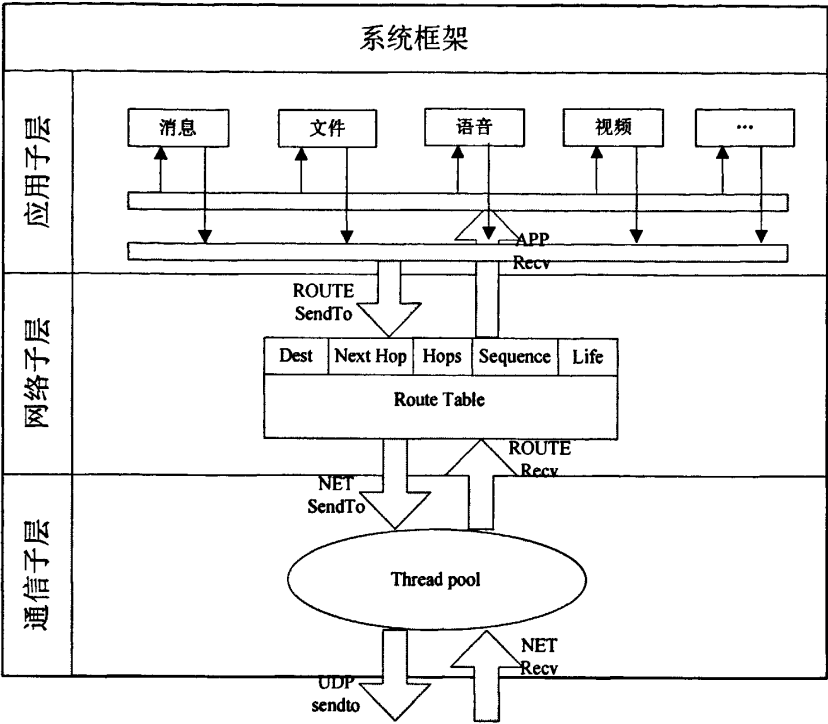 系统框架
应用子层
消息
文件
语音
视频
...
APP
Recv
网络子层
ROUTE
SendTo
Dest
Next Hop
Hops
Sequence
Life
Route Table
ROUTE
Recv
通信子层
NET
SendTo
Thread pool
NET
Recv
UDP
sendto